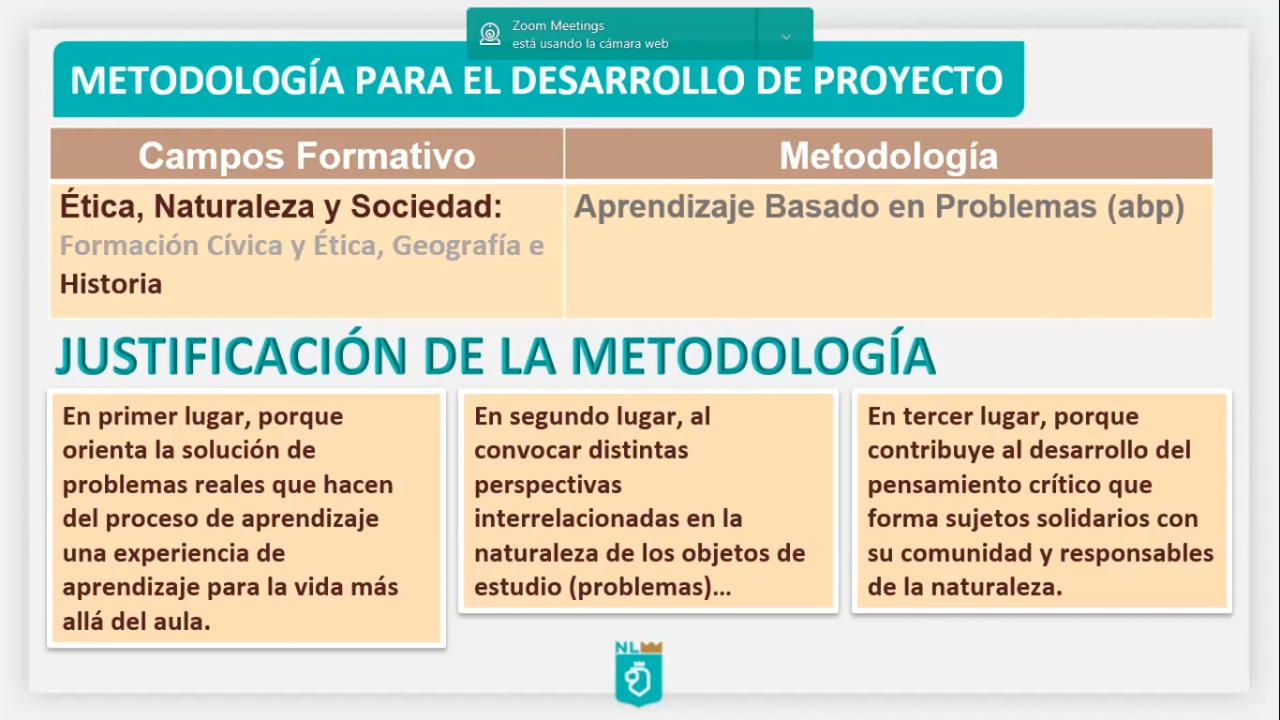 Zoom Meetings
está usando la cámara web
METODOLOGÍA PARA EL DESARROLLO DE PROYECTO
Campos Formativo
Metodología
Ética, Naturaleza y Sociedad:
Formación Cívica y Ética, Geografía e
Historia
Aprendizaje Basado en Problemas (abp)
JUSTIFICACIÓN DE LA METODOLOGÍA
En primer lugar, porque
orienta la solución de
problemas reales que hacen
del proceso de aprendizaje
una experiencia de
aprendizaje para la vida más
allá del aula.
En segundo lugar, al
convocar distintas
perspectivas
interrelacionadas en la
naturaleza de los objetos de
estudio (problemas)...
En tercer lugar, porque
contribuye al desarrollo del
pensamiento crítico que
forma sujetos solidarios con
su comunidad y responsables
de la naturaleza.
NL